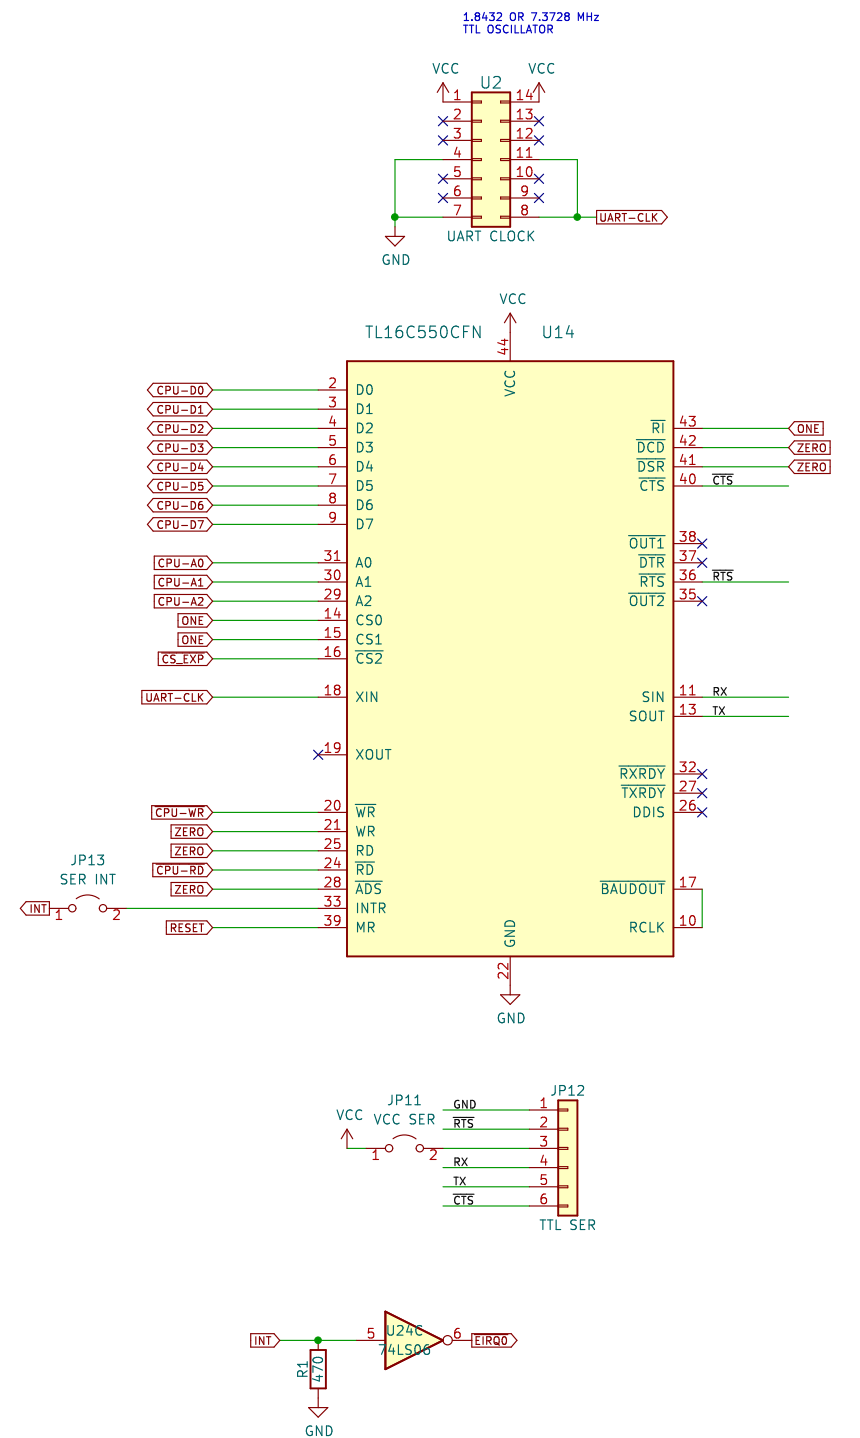 1.8432 OR 7.3728 MHz
TTL OSCILLATOR
VCC
VCC
U2
1 14
2 13
3 12
4 11
5 10
6 9
7 8
UART-CLK
UART CLOCK
GND
VCC
TL16C550CFN U14
44
VCC
CPU-D0 2 D0
CPU-D1 3 D1
CPU-D2 4 D2
CPU-D3 5 D3
CPU-D4 6 D4
CPU-D5 7 D5
CPU-D6 8 D6
CPU-D7 9 D7
CPU-A0 31 A0
CPU-A1 30 A1
CPU-A2 29 A2
ONE 14 CS0
ONE 15 CS1
CS_EXP 16 CS2
UART-CLK 18 XIN
19 XOUT
CPU-WR 20 WR
ZERO 21 WR
ZERO 25 RD
CPU-RD 24 RD
ZERO 28 ADS
JP13
SER INT
INT 1 2 33 INTR
RESET 39 MR
RI 43 ONE
DCD 42 ZERO
DSR 41 ZERO
CTS 40 CTS
OUT1 38
DTR 37
RTS 36 RTS
OUT2 35
SIN 11 RX
SOUT 13 TX
RXRDY 32
TXRDY 27
DDIS 26
BAUDOUT 17
RCLK 10
GND
22
GND
JP12
JP11
VCC SER
VCC
1 2
GND 1
RTS 2
3
RX 4
TX 5
CTS 6
TTL SER
INT 5 U24C 6 EIRQ0
74LS06
R1 470
GND